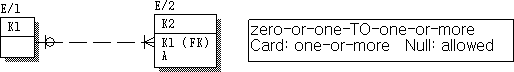 E/1
K1
E/2
K2
K1 (FK)
A
zero-or-one-TO-one-or-more
Card: one-or-more Null: allowed